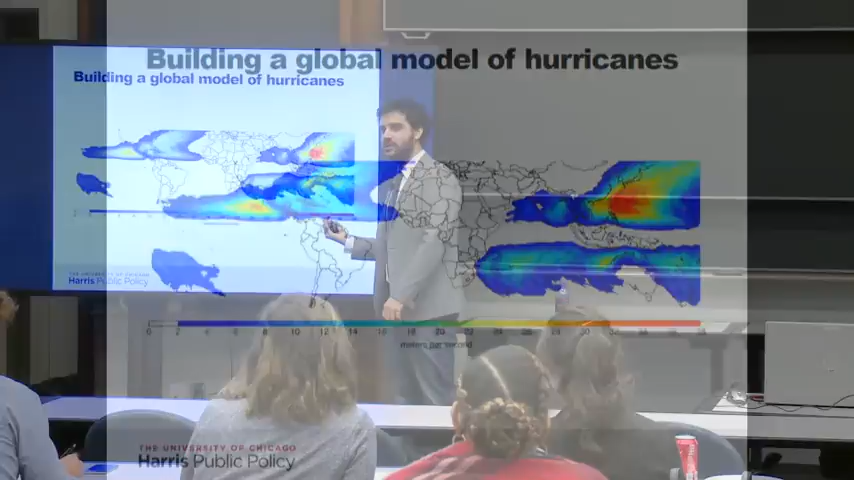 Building a global model of hurricanes
Building a global model of hurricanes
THE UNIVERSITY OF CHICAGO
Harris Public Policy
meters per second
THE UNIVERSITY OF CHICAGO
Harris Public Policy